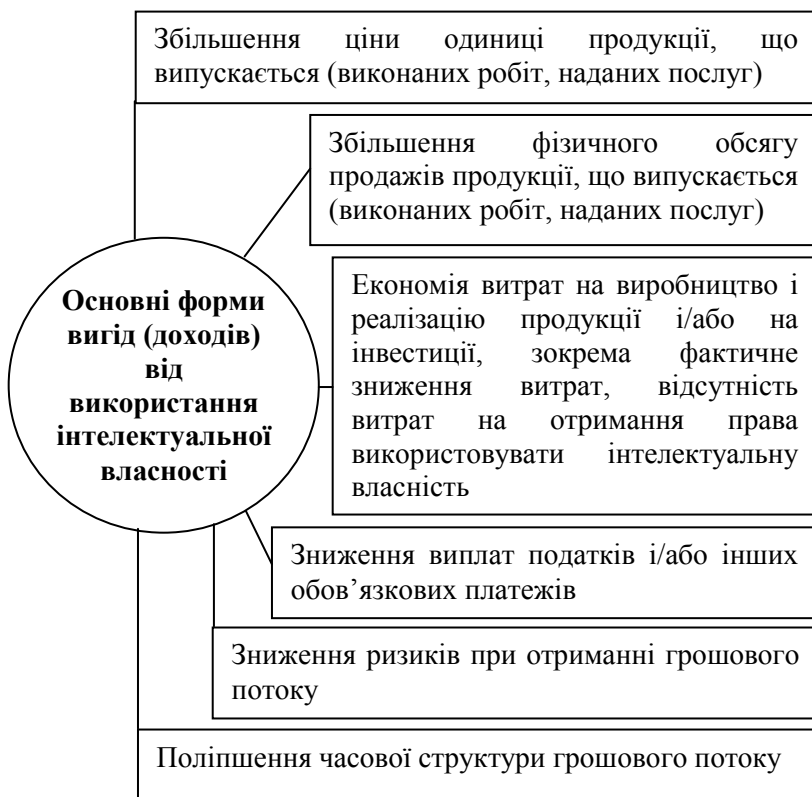 Збільшення ціни одиниці продукції, що
випускається (виконаних робіт, наданих послуг)
Збільшення фізичного обсягу
продажів продукції, що випускається
(виконаних робіт, наданих послуг)
Основні форми
вигід (доходів)
від
використання
інтелектуальної
власності
Економія витрат на виробництво і
реалізацію продукції і/або на
інвестиції, зокрема фактичне
зниження витрат, відсутність
витрат на отримання права
використовувати інтелектуальну
власність
Зниження виплат податків і/або інших
обов’язкових платежів
Зниження ризиків при отриманні грошового
потоку
Поліпшення часової структури грошового потоку